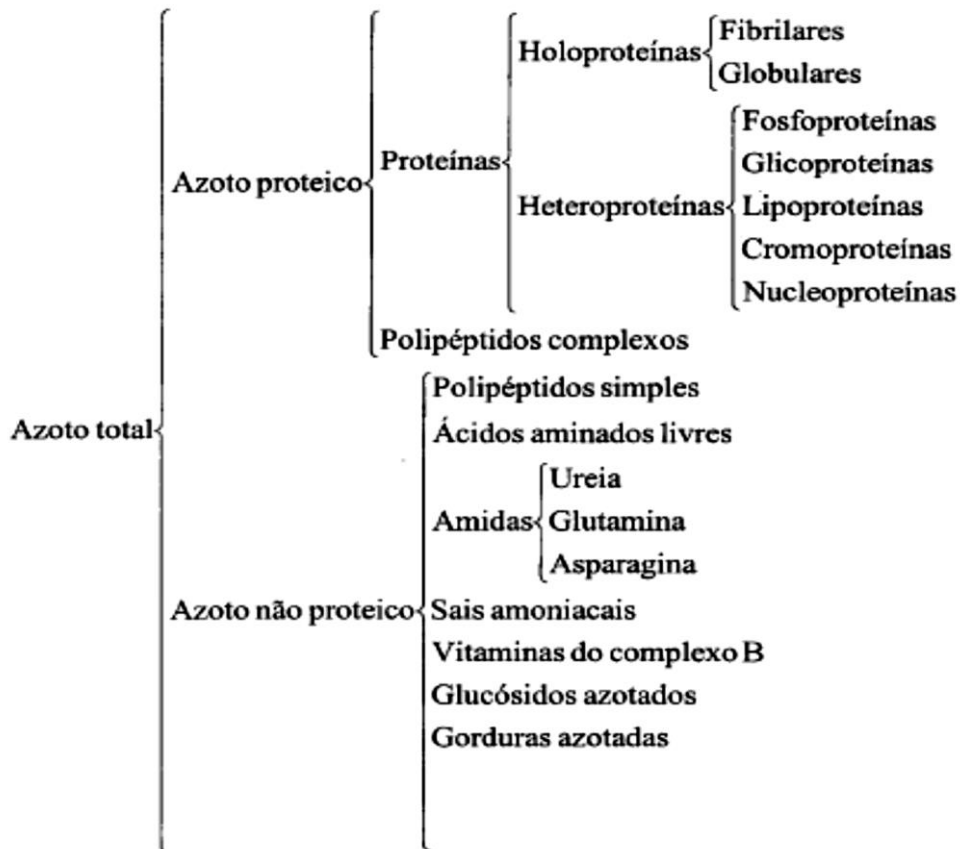 Azoto total
Azoto proteico
Proteínas
Holoproteínas
Fibrilares
Globulares
Heteroproteínas
Fosfoproteínas
Glicoproteínas
Lipoproteínas
Cromoproteínas
Nucleoproteínas
Polipéptidos complexos
Azoto não proteico
Polipéptidos simples
Ácidos aminados livres
Amidas
Ureia
Glutamina
Asparagina
Sais amoniacais
Vitaminas do complexo B
Glucósidos azotados
Gorduras azotadas